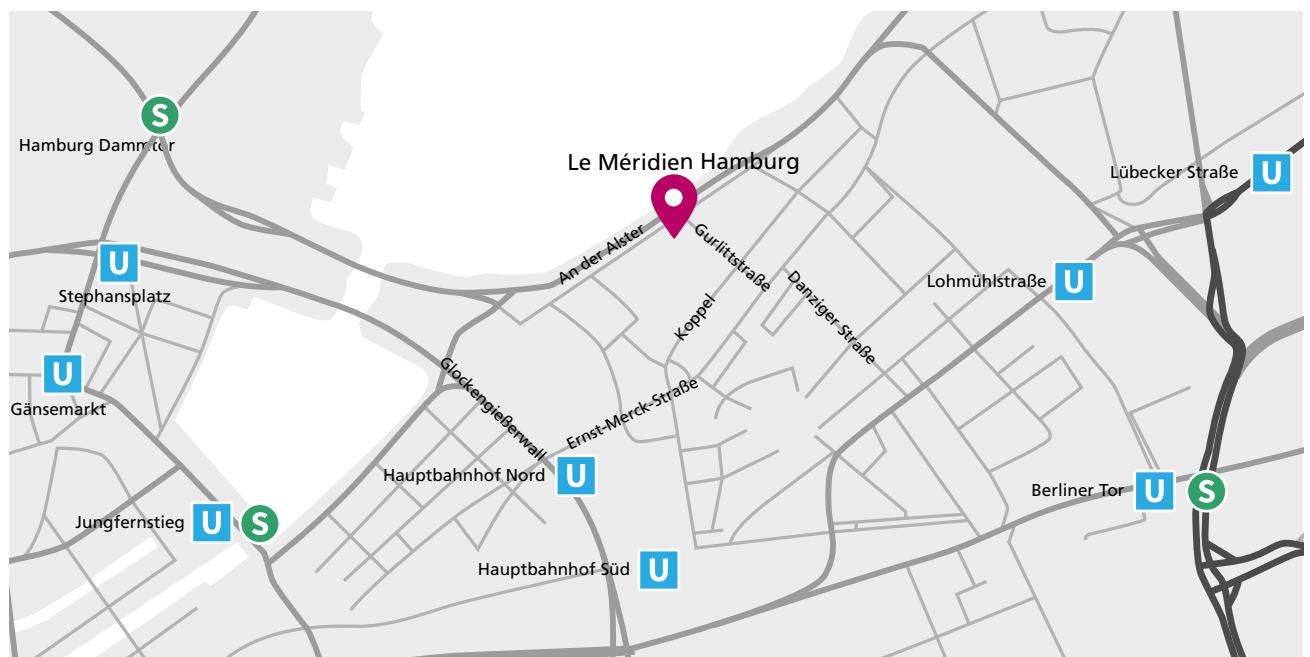 S
Hamburg Dammtor
Le Méridien Hamburg
Lübecker Straße
U
An der Alster
Gurlittstraße
U
Stephansplatz
Koppel
Danziger Straße
Lohmühlstraße
U
U
Gänsemarkt
Glockengießerwall
Ernst-Merck-Straße
Hauptbahnhof Nord
U
Berliner Tor
U
S
Jungfernstieg
U
S
Hauptbahnhof Süd
U